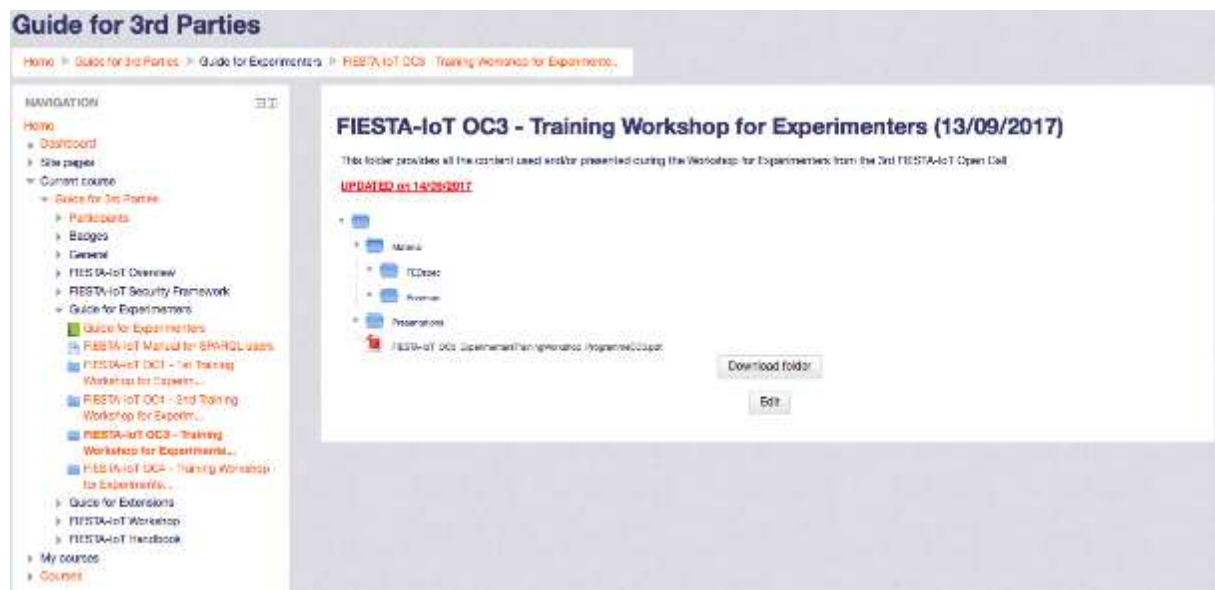 Guide for 3rd Parties
Home Guide for 3rd Parties Guide for Experimenters FIESTA-IoT OC3 - Training Workshop for Experimente...
NAVIGATION
Home
Dashboard
Site pages
Current course
Guide for 3rd Parties
Participants
Badges
General
FIESTA-IoT Overview
FIESTA-IoT Security Framework
Guide for Experimenters
Guide for Experimenters
FIESTA-IoT Manual for SPARQL users
FIESTA-IoT OC1 - 1st Training
Workshop for Experim...
FIESTA-IoT OC1 - 2nd Training
Workshop for Experim...
FIESTA-IoT OC3 - Training
Workshop for Experimente...
FIESTA-IoT OC4 - Training Workshop
for Experimente...
Guide for Extensions
FIESTA-IoT Workshop
FIESTA-IoT Handbook
My courses
Courses
FIESTA-IoT OC3 - Training Workshop for Experimenters (13/09/2017)
This folder provides all the content used and/or presented during the Workshop for Experimenters from the 3rd FIESTA-IoT Open Call
UPDATED on
Material
Presentations
Download folder
Edit